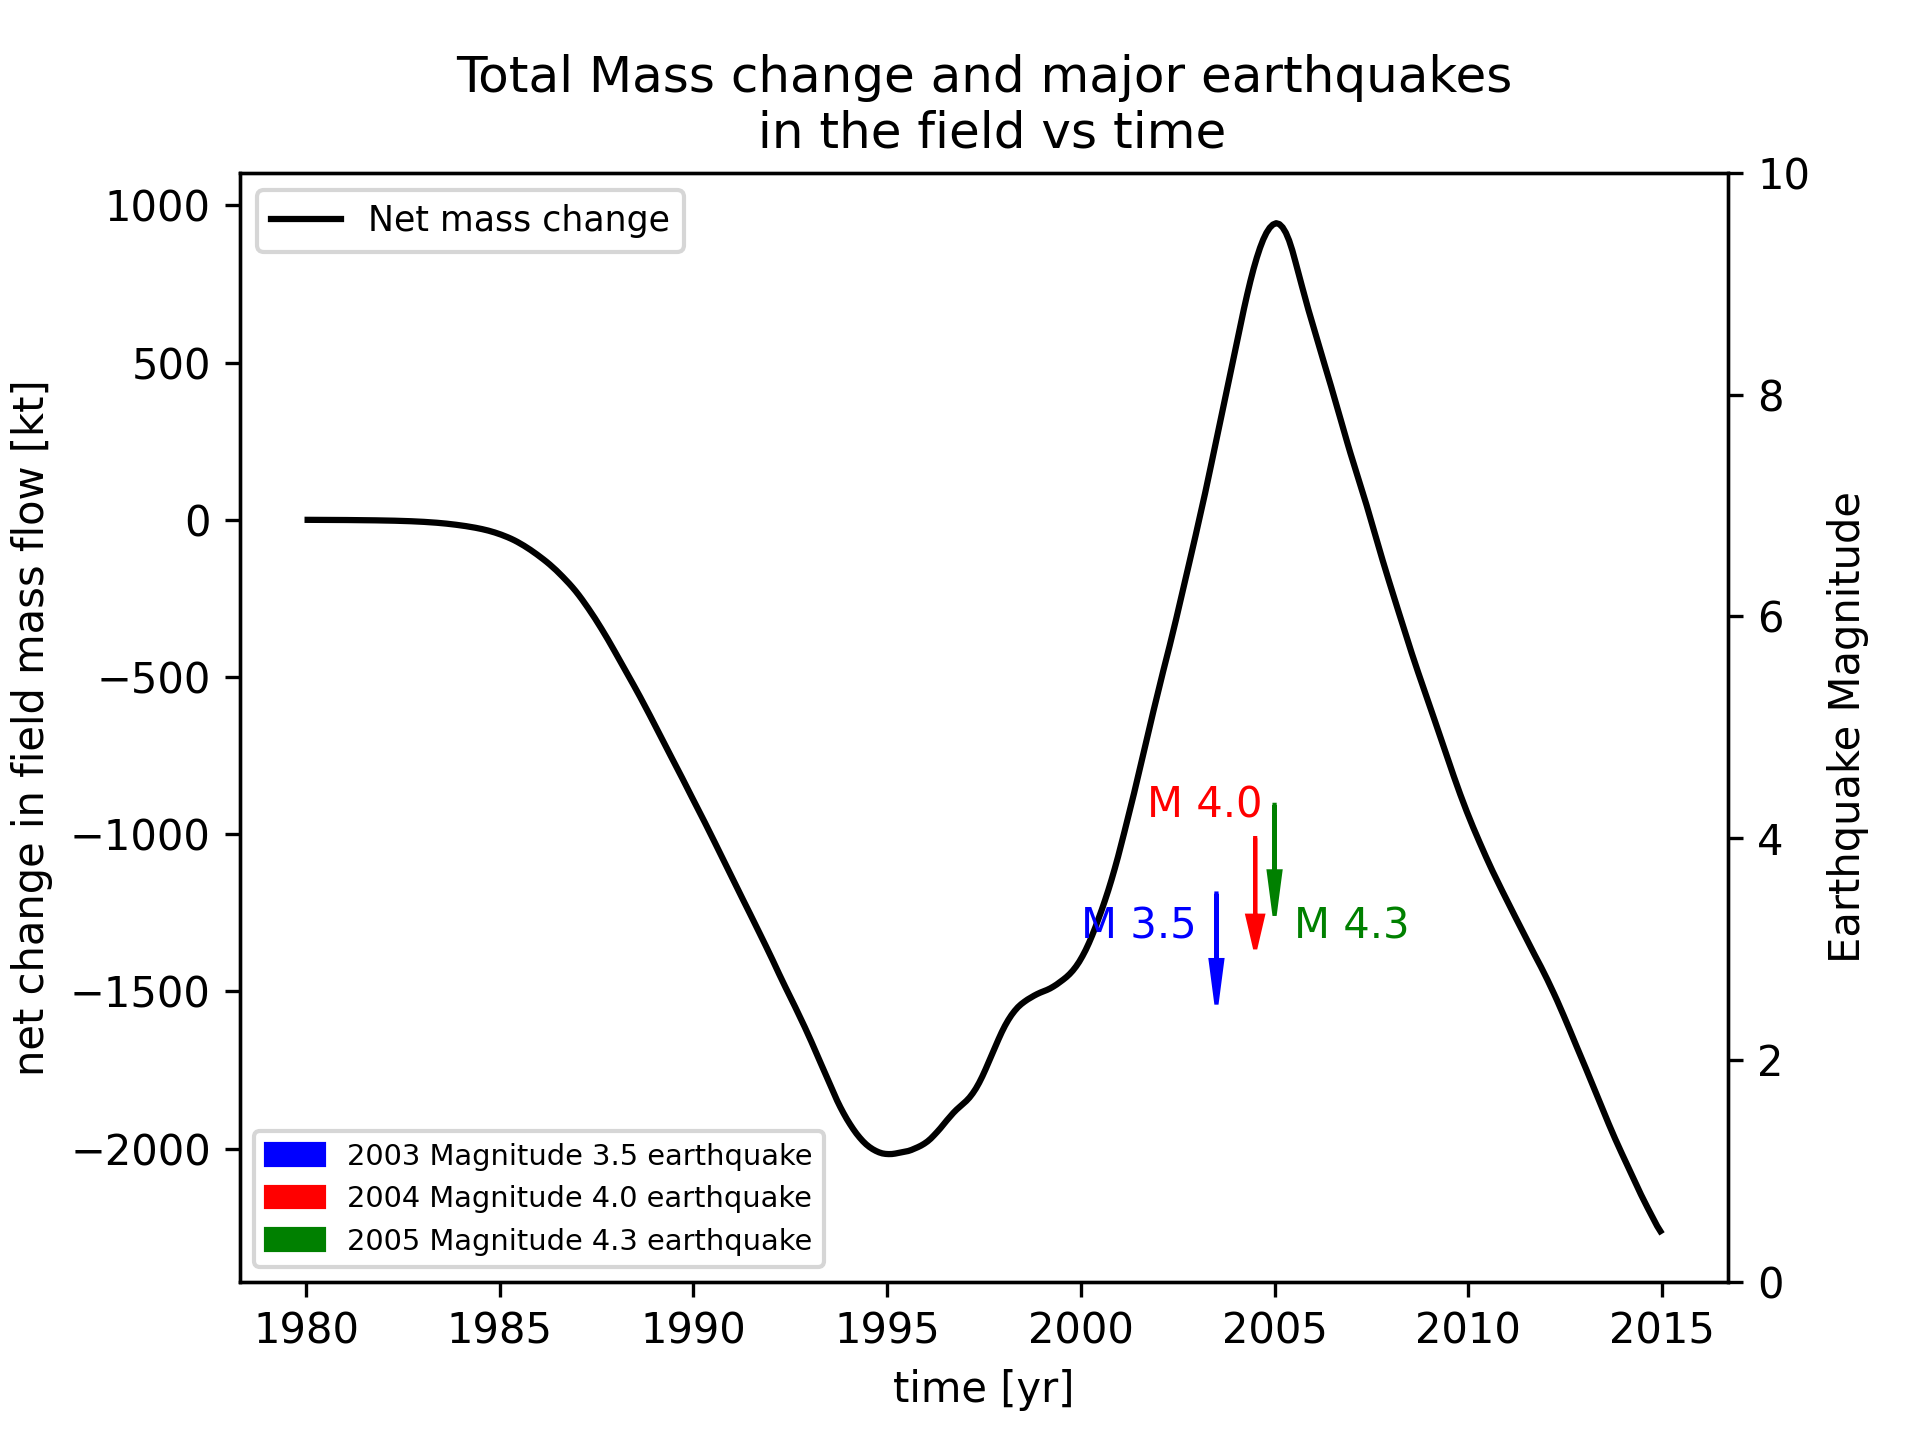 Total Mass change and major earthquakes
in the field vs time
Net mass change
1000
500
0
−500
−1000
−1500
−2000
net change in field mass flow [kt]
10
8
6
4
2
0
Earthquake Magnitude
M 4.0
M 3.5
M 4.3
2003 Magnitude 3.5 earthquake
2004 Magnitude 4.0 earthquake
2005 Magnitude 4.3 earthquake
1980 1985 1990 1995 2000 2005 2010 2015
time [yr]